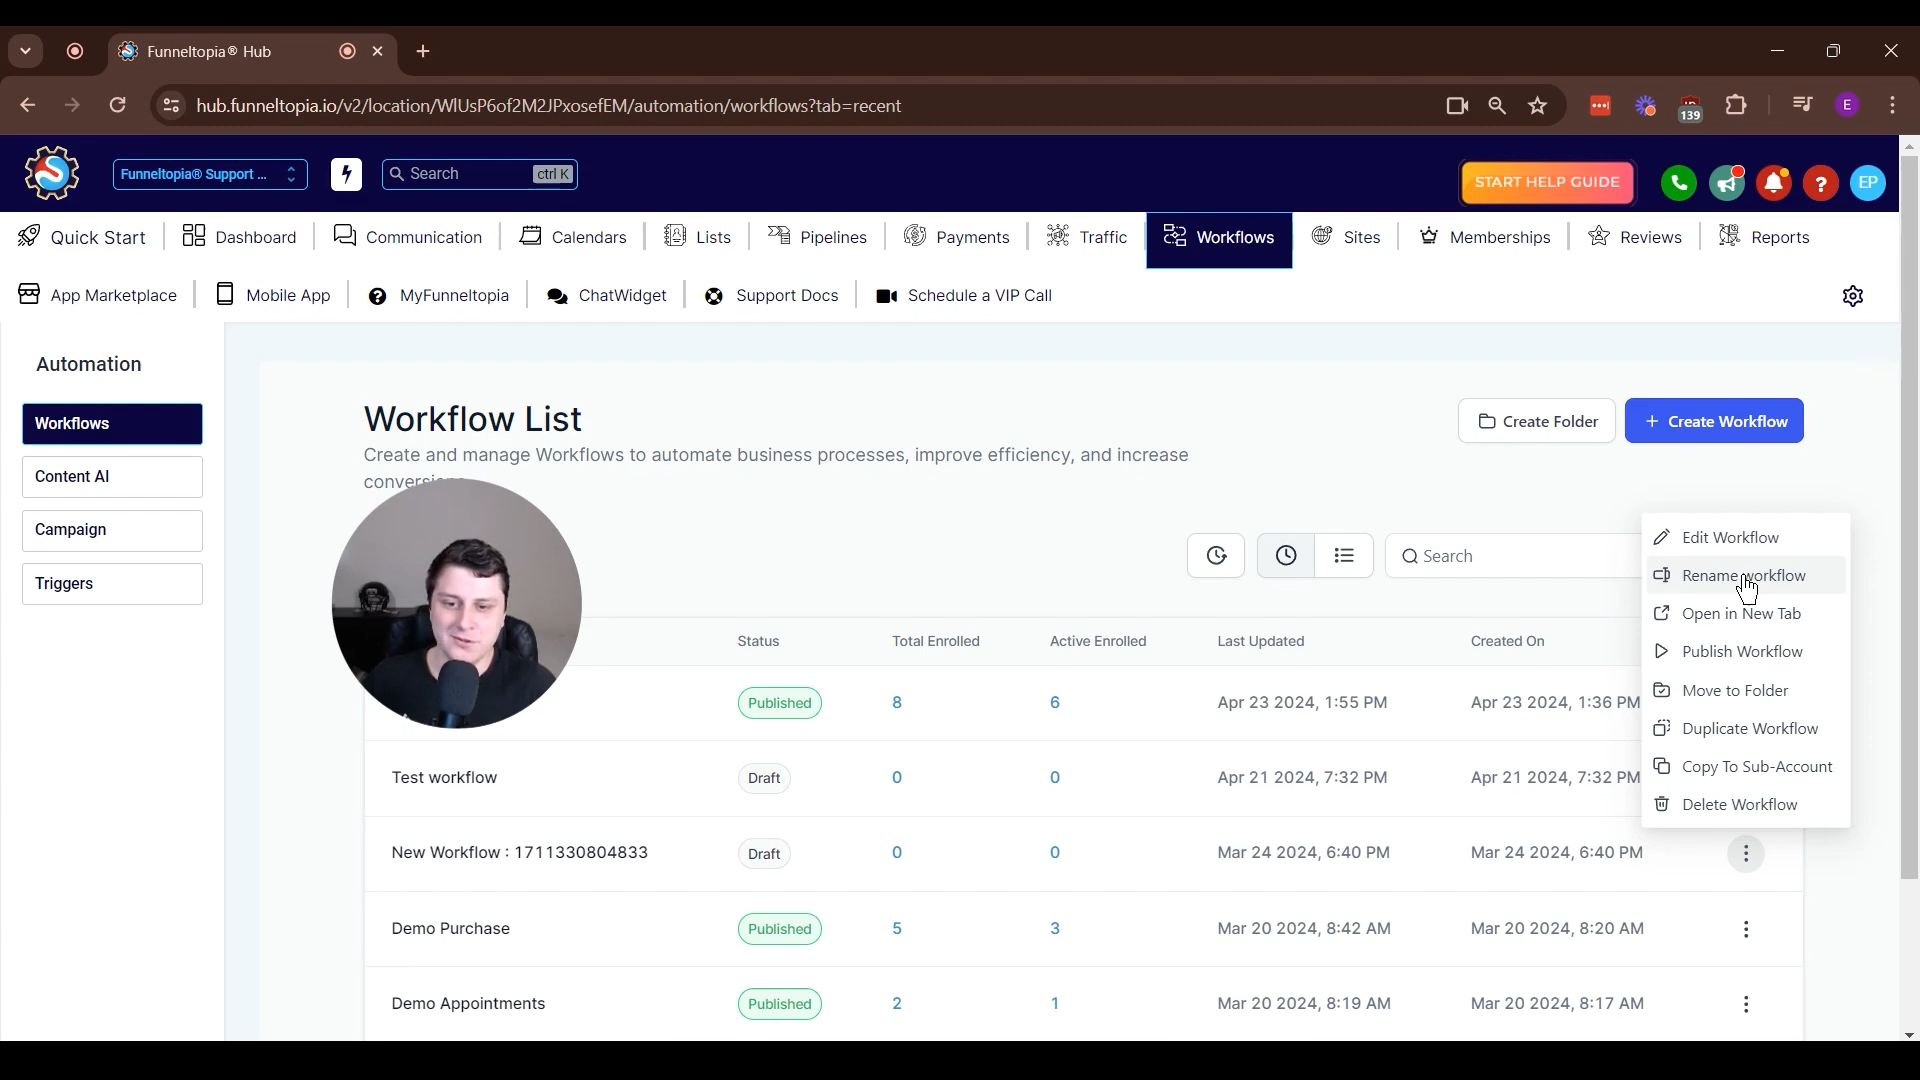 Funneltopia® Hub
hub.funneltopia.io/v2/location/WlUsP6of2M2JPxosefEM/automation/workflows?tab=recent
139
E
Funneltopia® Support ...
Search
ctrl K
START HELP GUIDE
?
EP
Quick Start
Dashboard
Communication
Calendars
Lists
Pipelines
Payments
Traffic
Workflows
Sites
Memberships
Reviews
Reports
App Marketplace
Mobile App
MyFunneltopia
ChatWidget
Support Docs
Schedule a VIP Call
Automation
Workflows
Content AI
Campaign
Triggers
Workflow List
Create and manage Workflows to automate business processes, improve efficiency, and increase
Create Folder
+ Create Workflow
Search
Edit Workflow
Rename workflow
Open in New Tab
Publish Workflow
Move to Folder
Duplicate Workflow
Copy To Sub-Account
Delete Workflow
Status Total Enrolled Active Enrolled Last Updated Created On
Published 8 6 Apr 23 2024, 1:55 PM Apr 23 2024, 1:36 PM
Test workflow Draft 0 0 Apr 21 2024, 7:32 PM Apr 21 2024, 7:32 PM
New Workflow : 1711330804833 Draft 0 0 Mar 24 2024, 6:40 PM Mar 24 2024, 6:40 PM
Demo Purchase Published 5 3 Mar 20 2024, 8:42 AM Mar 20 2024, 8:20 AM
Demo Appointments Published 2 1 Mar 20 2024, 8:19 AM Mar 20 2024, 8:17 AM